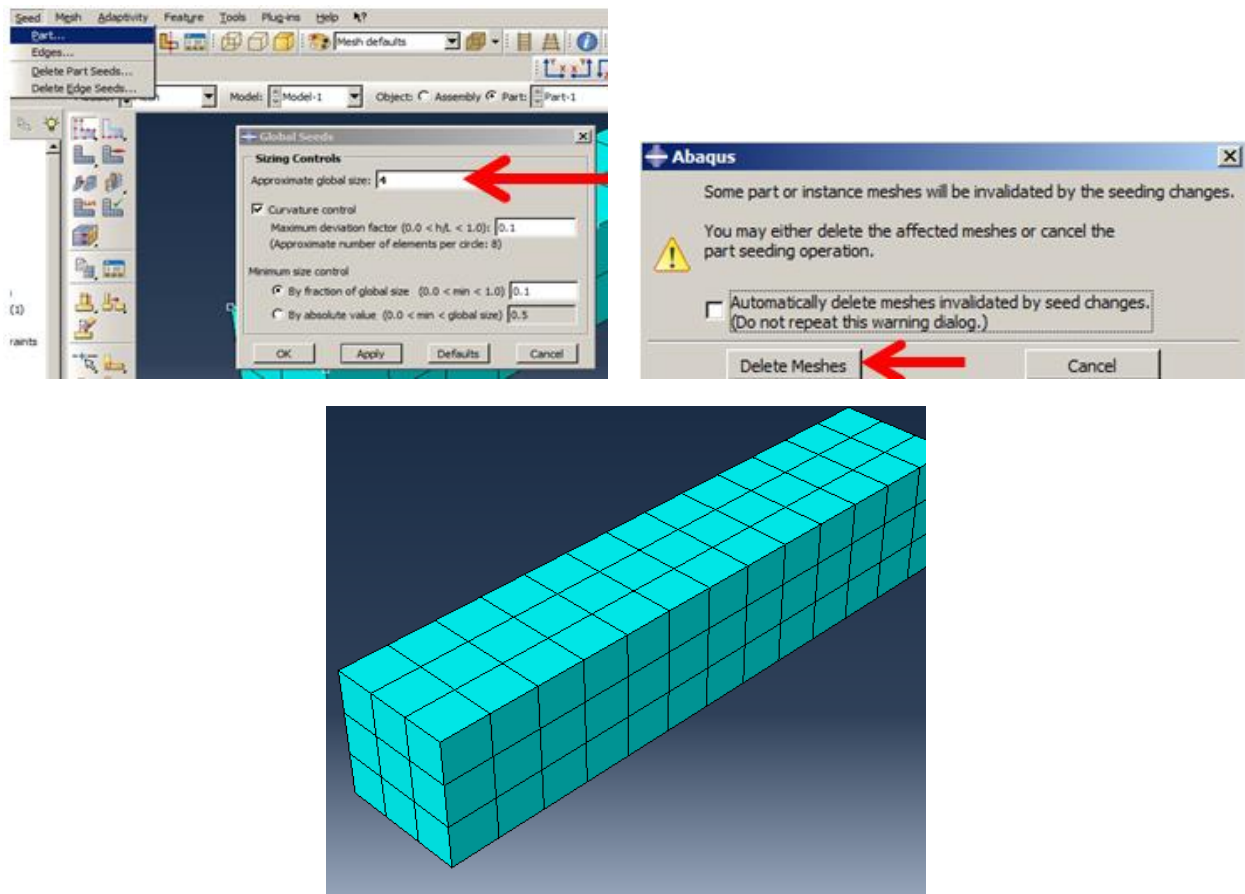 Seed Mesh Adaptivity Feature Tools Plug-ins Help
Part...
Edges...
Delete Part Seeds...
Delete Edge Seeds...
Mesh defaults
Model: Model-1 Object: Assembly Part: Part-1
Global Seeds
Sizing Controls
Approximate global size: 4
Curvature control
Maximum deviation factor (0.0 < h/L < 1.0): 0.1
(Approximate number of elements per circle: 8)
Minimum size control
By fraction of global size (0.0 < min < 1.0) 0.1
By absolute value (0.0 < min < global size) 0.5
OK Apply Defaults Cancel
(1)
raints
Abaqus
Some part or instance meshes will be invalidated by the seeding changes.
You may either delete the affected meshes or cancel the
part seeding operation.
Automatically delete meshes invalidated by seed changes.
(Do not repeat this warning dialog.)
Delete Meshes Cancel